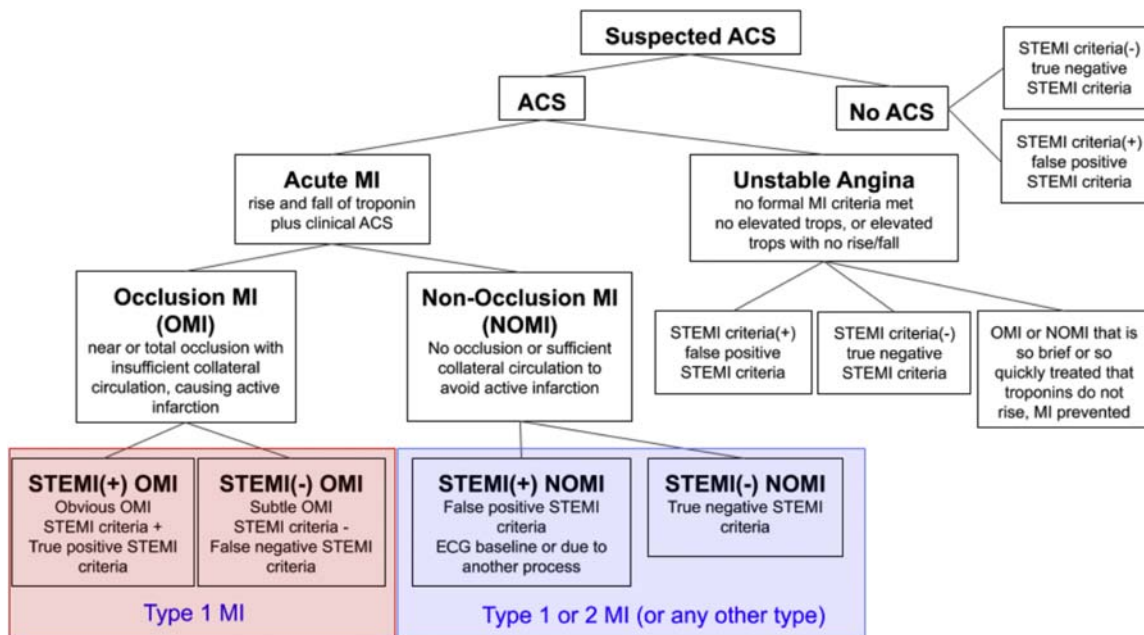 Suspected ACS
ACS
No ACS
STEMI criteria(-)
true negative
STEMI criteria
STEMI criteria(+)
false positive
STEMI criteria
Acute MI
rise and fall of troponin
plus clinical ACS
Unstable Angina
no formal MI criteria met
no elevated trops, or elevated
trops with no rise/fall
Occlusion MI
(OMI)
near or total occlusion with
insufficient collateral
circulation, causing active
infarction
Non-Occlusion MI
(NOMI)
No occlusion or sufficient
collateral circulation to
avoid active infarction
STEMI criteria(+)
false positive
STEMI criteria
STEMI criteria(-)
true negative
STEMI criteria
OMI or NOMI that is
so brief or so
quickly treated that
troponins do not
rise, MI prevented
STEMI(+) OMI
Obvious OMI
STEMI criteria +
True positive STEMI
criteria
STEMI(-) OMI
Subtle OMI
STEMI criteria -
False negative STEMI
criteria
STEMI(+) NOMI
False positive STEMI
criteria
ECG baseline or due to
another process
STEMI(-) NOMI
True negative STEMI
criteria
Type 1 MI
Type 1 or 2 MI (or any other type)